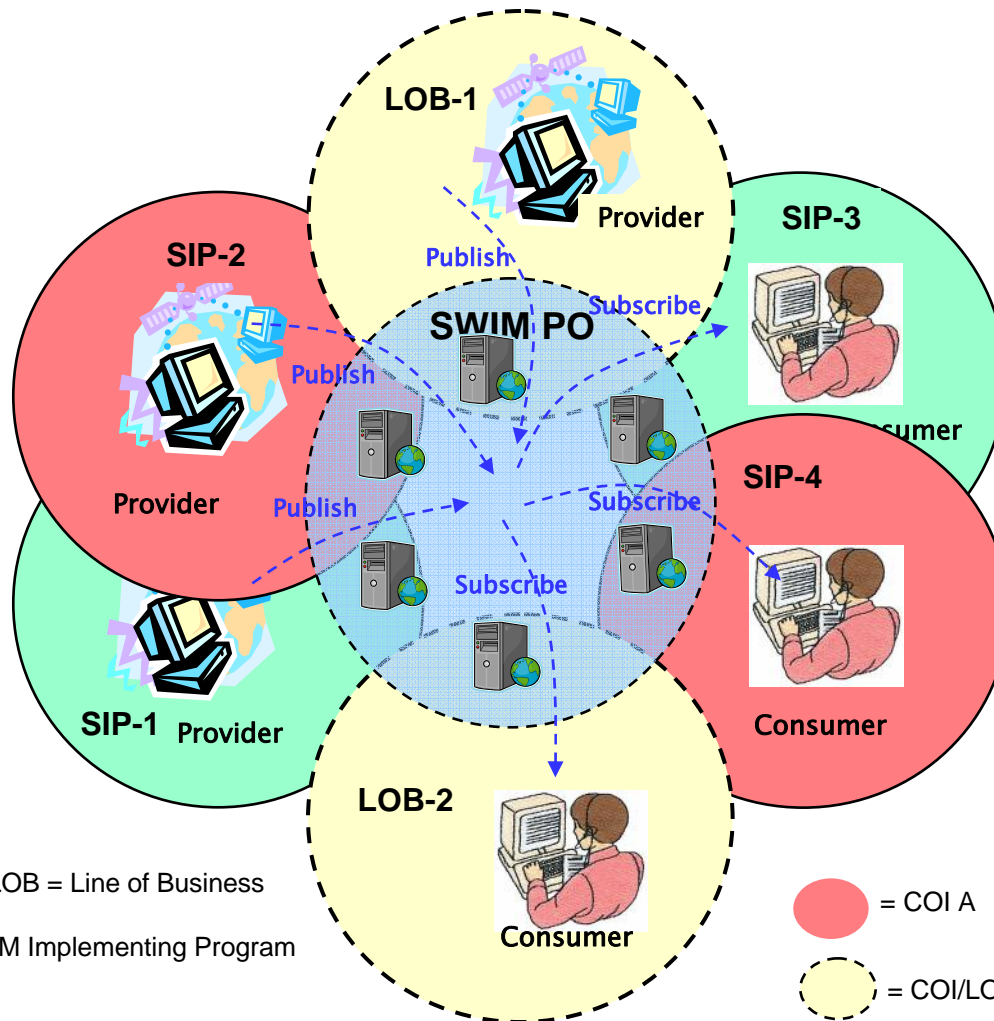 LOB-1
Provider
SIP-3
SIP-2
Publish
Subscribe
SWIM PO
Publish
SIP-4
Provider
Publish
Subscribe
Subscribe
SIP-1
Provider
Consumer
LOB-2
= Line of Business
= COI A
Consumer
Implementing Program